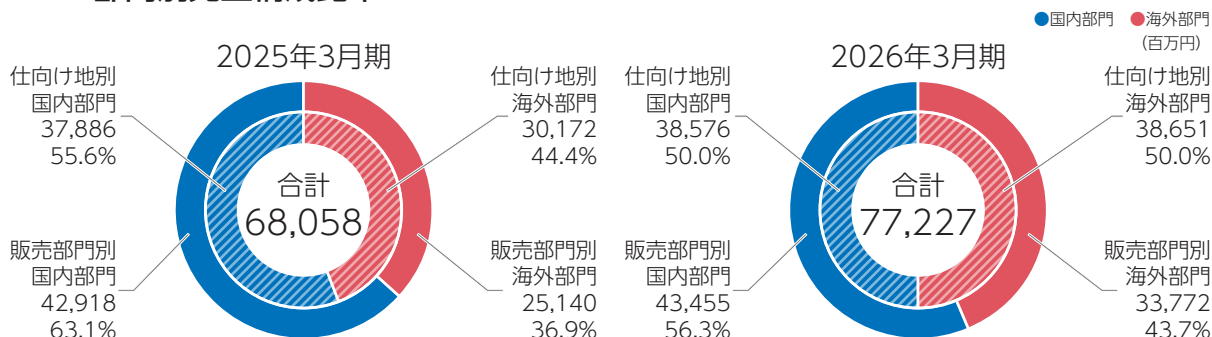 ●国内部門 ●海外部門
(百万円)
2025年3月期
仕向け地別
国内部門
37,886
55.6%
仕向け地別
海外部門
30,172
44.4%
合計
68,058
販売部門別
国内部門
42,918
63.1%
販売部門別
海外部門
25,140
36.9%
2026年3月期
仕向け地別
国内部門
38,576
50.0%
仕向け地別
海外部門
38,651
50.0%
合計
77,227
販売部門別
国内部門
43,455
56.3%
販売部門別
海外部門
33,772
43.7%